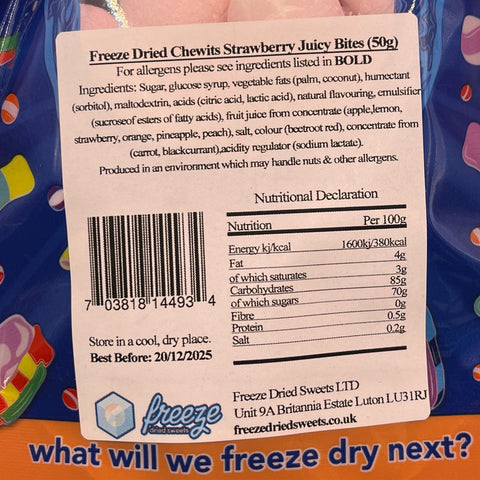 Freeze Dried Chewits Strawberry Juicy Bites (50g)
For allergens please see ingredients listed in BOLD
Ingredients: Sugar, glucose syrup, vegetable fats (palm, coconut), humectant
(sorbitol), maltodextrin, acids (citric acid, lactic acid), natural flavouring, emulsifier
(sucroseof esters of fatty acids), fruit juice from concentrate (apple,lemon,
strawberry, orange, pineapple, peach), salt, colour (beetroot red), concentrate from
(carrot, blackcurrant),acidity regulator (sodium lactate).
Produced in an environment which may handle nuts & other allergens.
Nutritional Declaration
Nutrition Per 100g
Energy kj/kcal 1600kj/380kcal
Fat 4g
of which saturates 3g
Carbohydrates 85g
of which sugars 70g
Fibre 0g
Protein 0.5g
Salt 0.2g
7 03818 14493 4
Store in a cool, dry place.
Best Before: 20/12/2025
freeze
dried sweets
Freeze Dried Sweets LTD
Unit 9A Britannia Estate Luton LU31RJ
freezedriedsweets.co.uk
what will we freeze dry next?